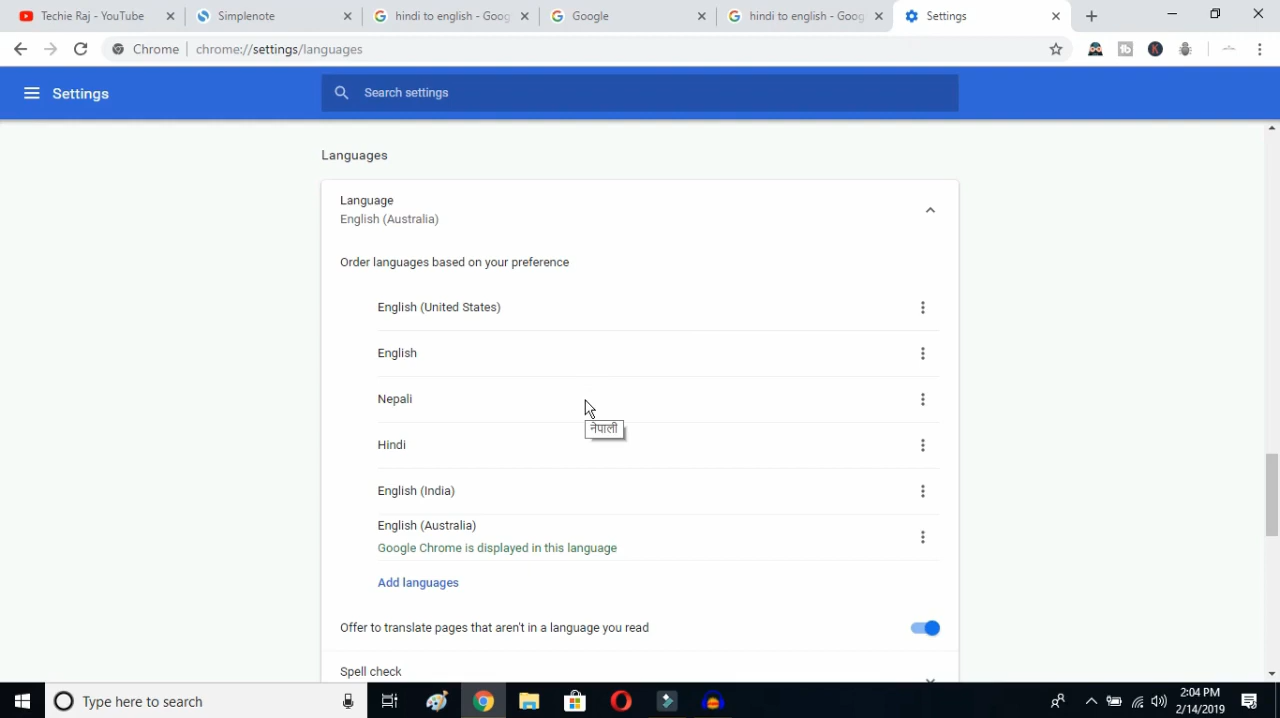 Techie Raj - YouTube
Simplenote
hindi to english - Goog
Google
hindi to english - Goog
Settings
Chrome
chrome://settings/languages
Settings
Search settings
Languages
Language
English (Australia)
Order languages based on your preference
English (United States)
English
Nepali
नेपाली
Hindi
English (India)
English (Australia)
Google Chrome is displayed in this language
Add languages
Offer to translate pages that aren't in a language you read
Spell check
Type here to search
2:04 PM
2/14/2019